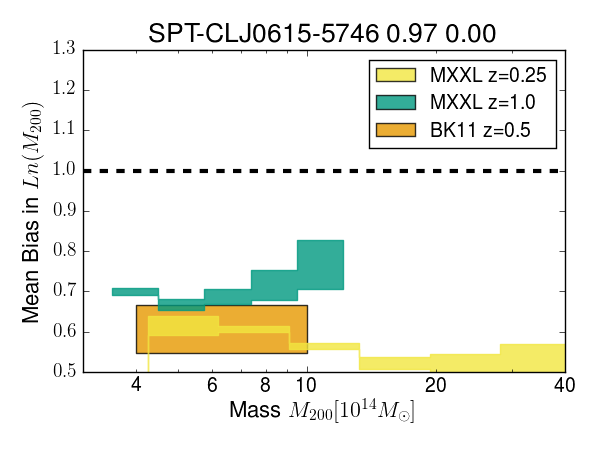 SPT-CLJ0615-5746 0.97 0.00
1.3
1.2
1.1
1.0
0.9
0.8
0.7
0.6
0.5
Mean Bias in Ln(M₂₀₀)
MXXL z=0.25
MXXL z=1.0
BK11 z=0.5
4 6 8 10 20 40
Mass M₂₀₀[10¹⁴M☉]